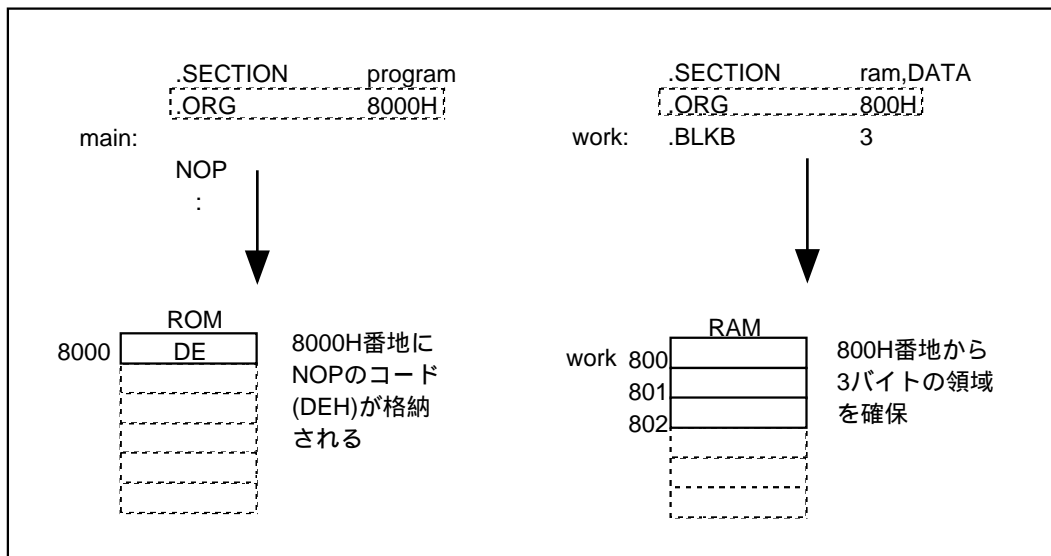 .SECTION program
.ORG 8000H
main:
NOP
:
ROM
8000 DE
8000H番地に
NOPのコード
(DEH)が格納
される
.SECTION ram,DATA
.ORG 800H
work: .BLKB 3
RAM
work 800
801
802
800H番地から
3バイトの領域
を確保